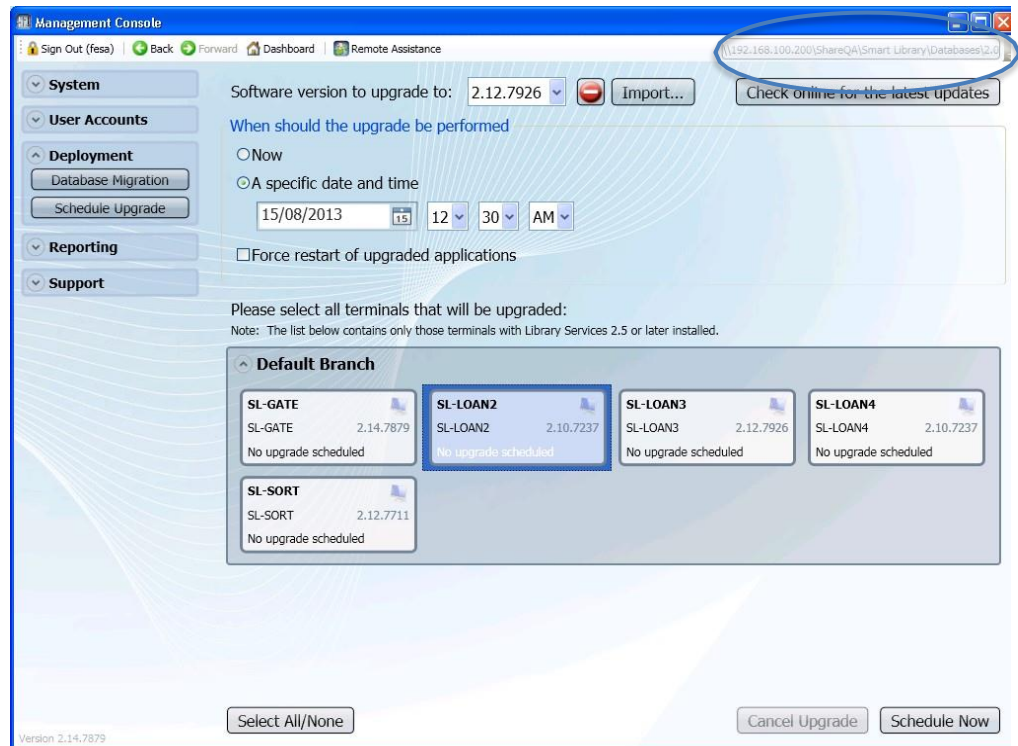 Management Console
Sign Out (fesa) Back Forward Dashboard Remote Assistance \\192.168.100.200\ShareQA\Smart Library\Databases\2.0
System
User Accounts
Deployment
Database Migration
Schedule Upgrade
Reporting
Support
Software version to upgrade to: 2.12.7926 Import... Check online for the latest updates
When should the upgrade be performed
Now
A specific date and time
15/08/2013 15 12 30 AM
Force restart of upgraded applications
Please select all terminals that will be upgraded:
Note: The list below contains only those terminals with Library Services 2.5 or later installed.
Default Branch
SL-GATE
SL-GATE 2.14.7879
No upgrade scheduled
SL-LOAN2
SL-LOAN2 2.10.7237
No upgrade scheduled
SL-LOAN3
SL-LOAN3 2.12.7926
No upgrade scheduled
SL-LOAN4
SL-LOAN4 2.10.7237
No upgrade scheduled
SL-SORT
SL-SORT 2.12.7711
No upgrade scheduled
Select All/None Cancel Upgrade Schedule Now
Version 2.14.7879